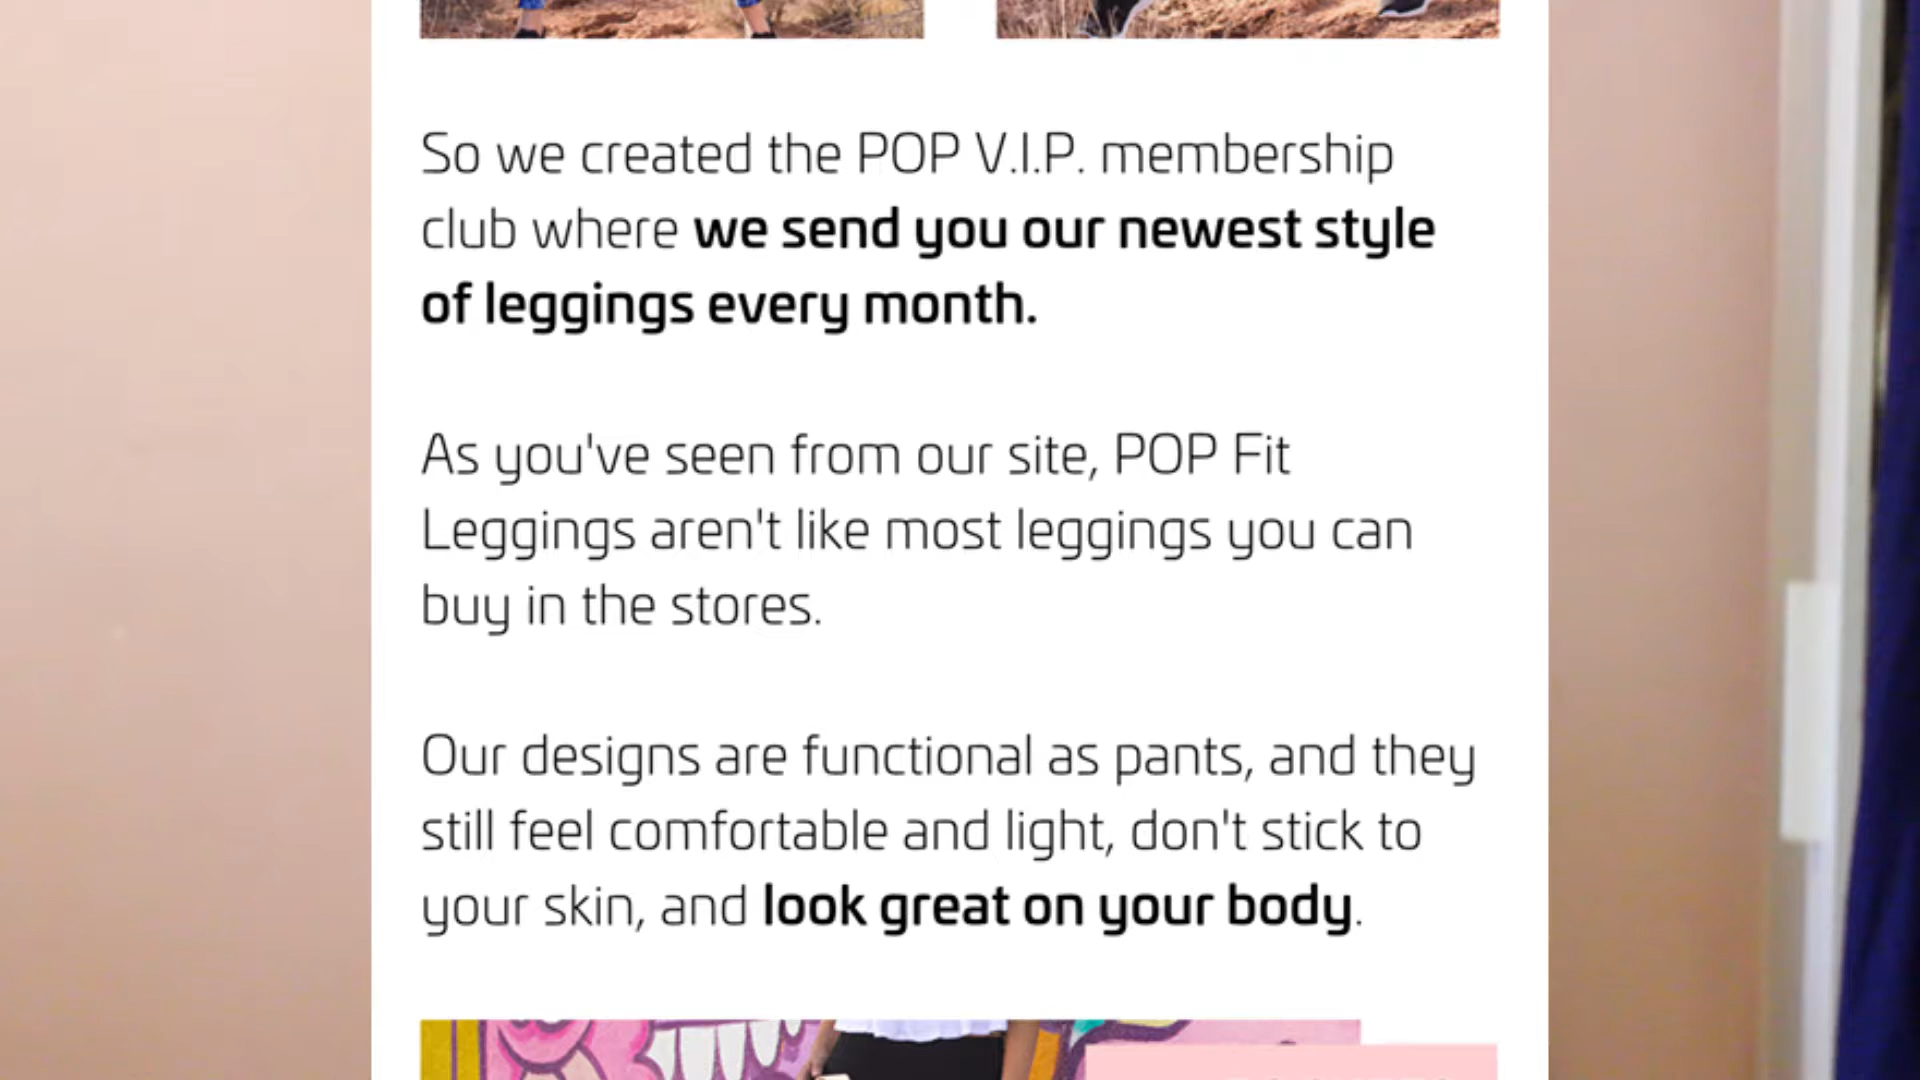 So we created the POP V.I.P. membership
club where we send you our newest style
of leggings every month.
As you've seen from our site, POP Fit
Leggings aren't like most leggings you can
buy in the stores.
Our designs are functional as pants, and they
still feel comfortable and light, don't stick to
your skin, and look great on your body.